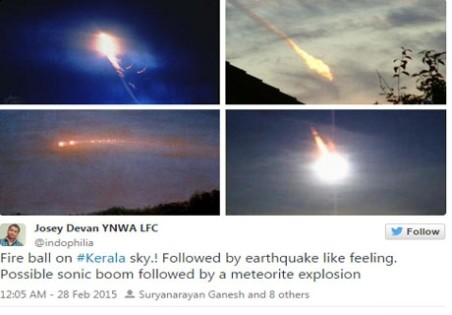 Josey Devan YNWA LFC
@indophilia
Follow
Fire ball on #Kerala sky.! Followed by earthquake like feeling.
Possible sonic boom followed by a meteorite explosion
12:05 AM - 28 Feb 2015 Suryanarayan Ganesh and 8 others